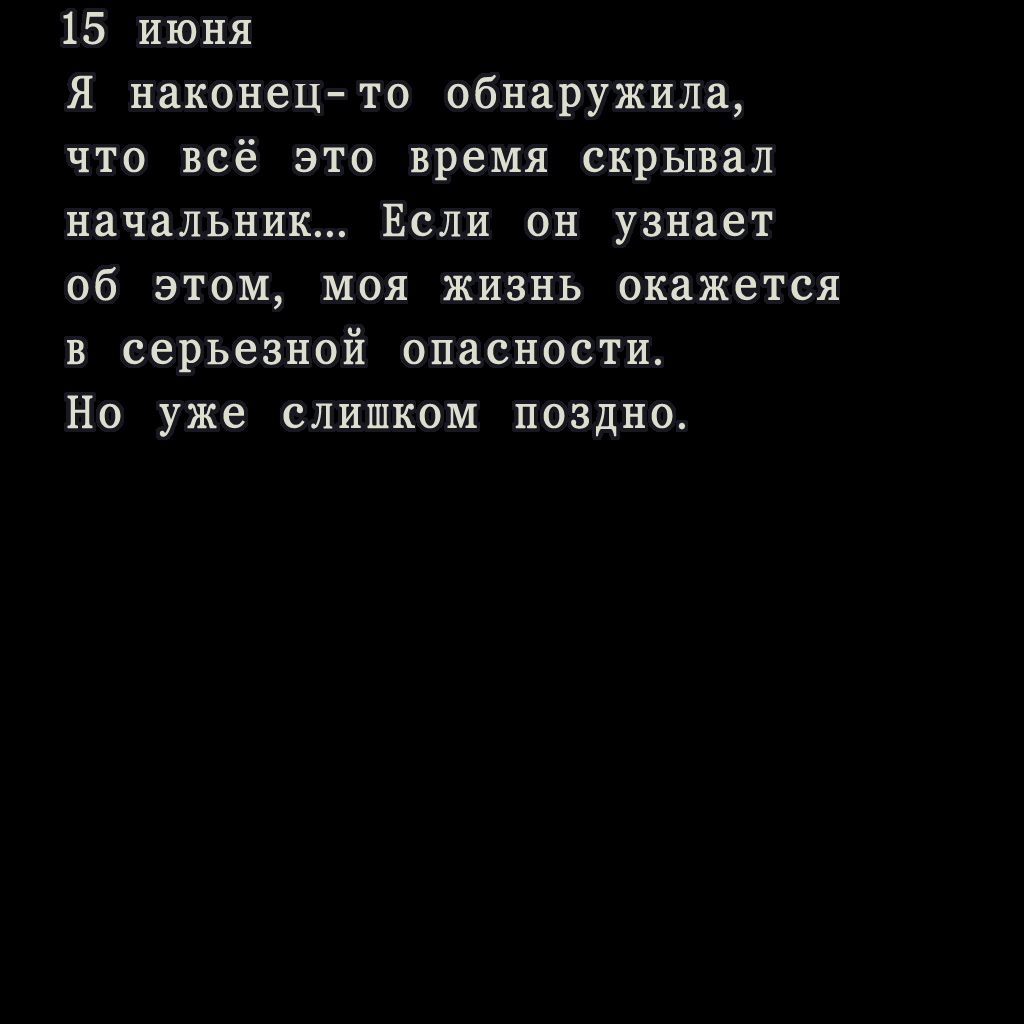 15 июня
Я наконец-то обнаружила,
что всё это время скрывал
начальник... Если он узнает
об этом, моя жизнь окажется
в серьезной опасности.
Но уже слишком поздно.